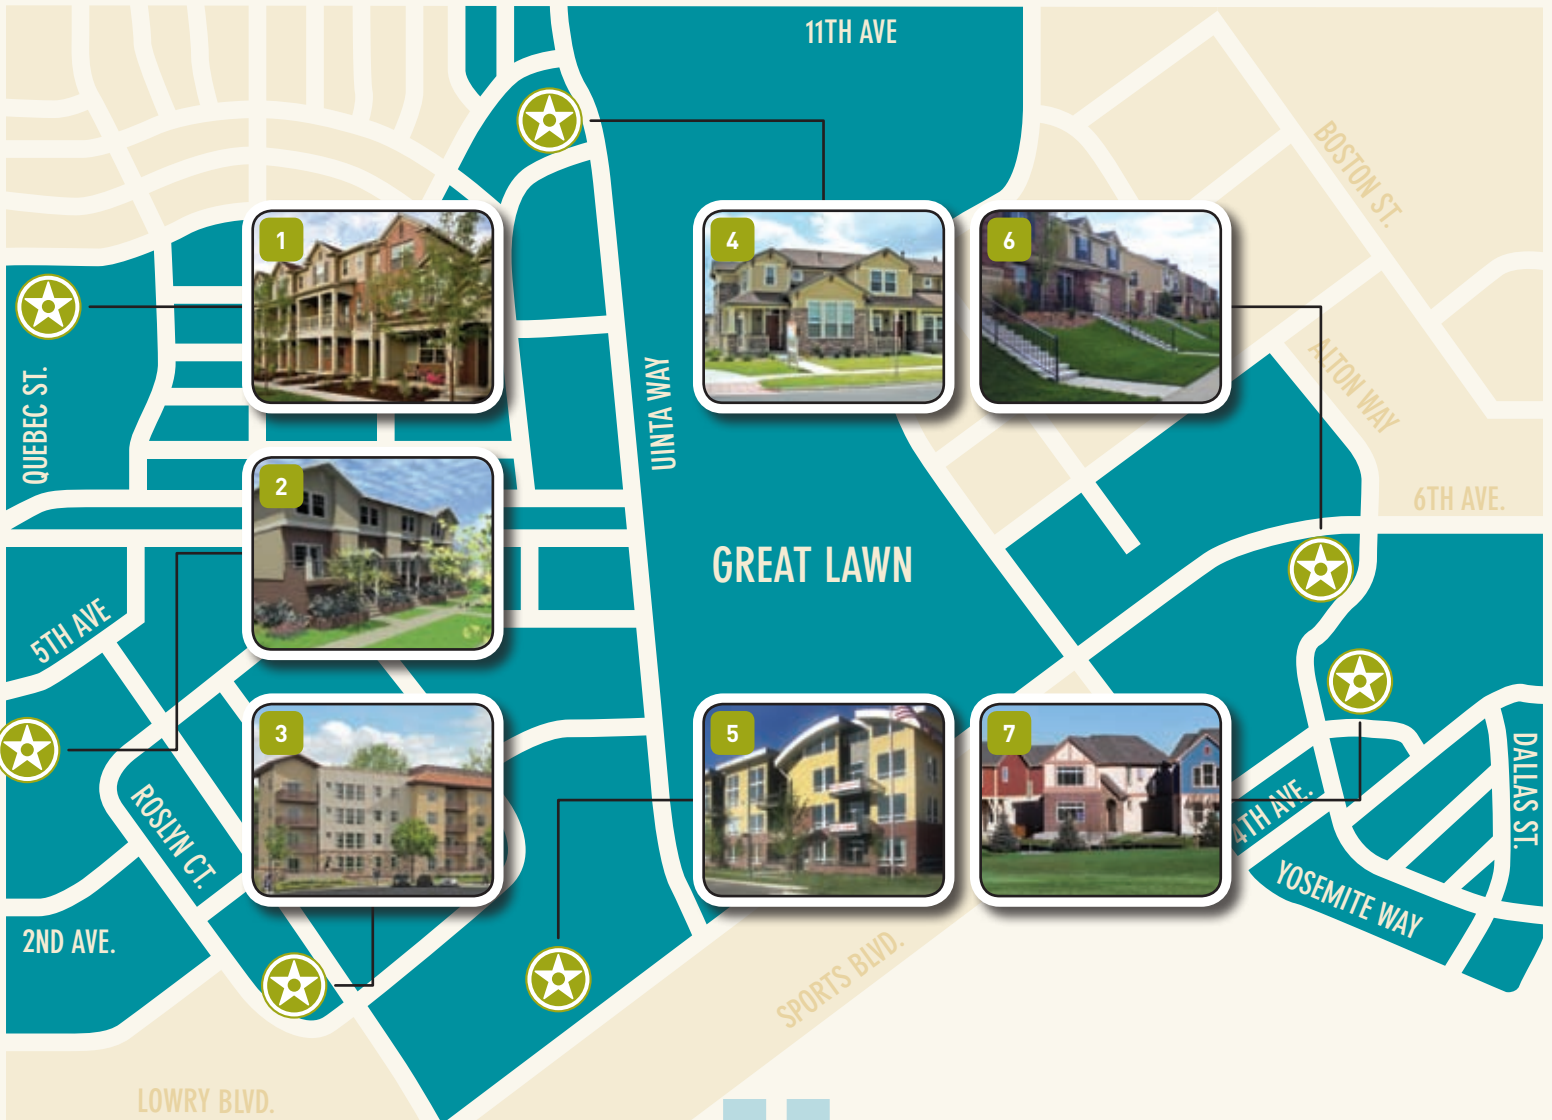 11TH AVE
BOSTON ST.
1
4
6
QUEBEC ST.
UINTA WAY
ALTON WAY
2
6TH AVE.
GREAT LAWN
5TH AVE
3
5
7
DALLAS ST.
ROSLYN CT.
4TH AVE.
YOSEMITE WAY
2ND AVE.
SPORTS BLVD.
LOWRY BLVD.